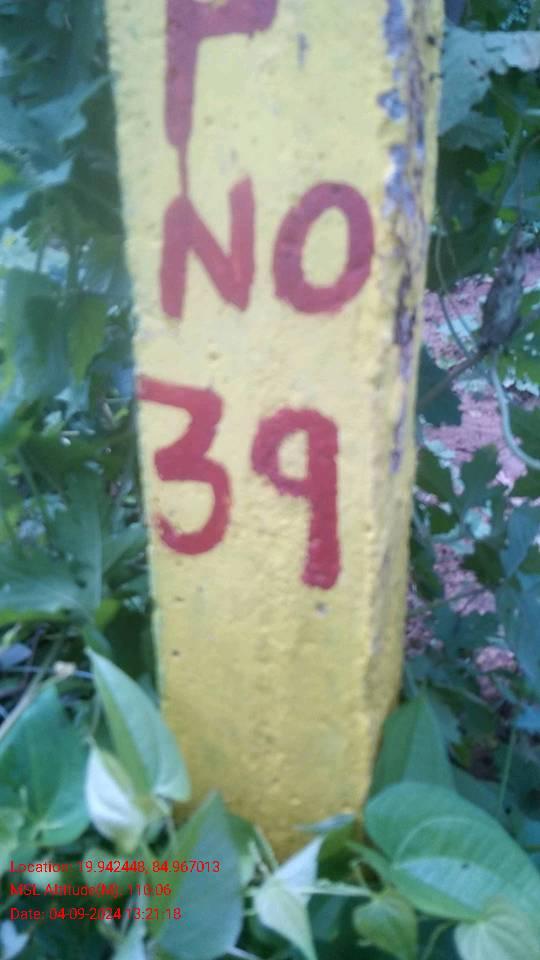 P
NO
39
Location: 19.942448, 84.967013
MSL Altitude(M): 110.06
Date: 04-09-2024 13:21:18